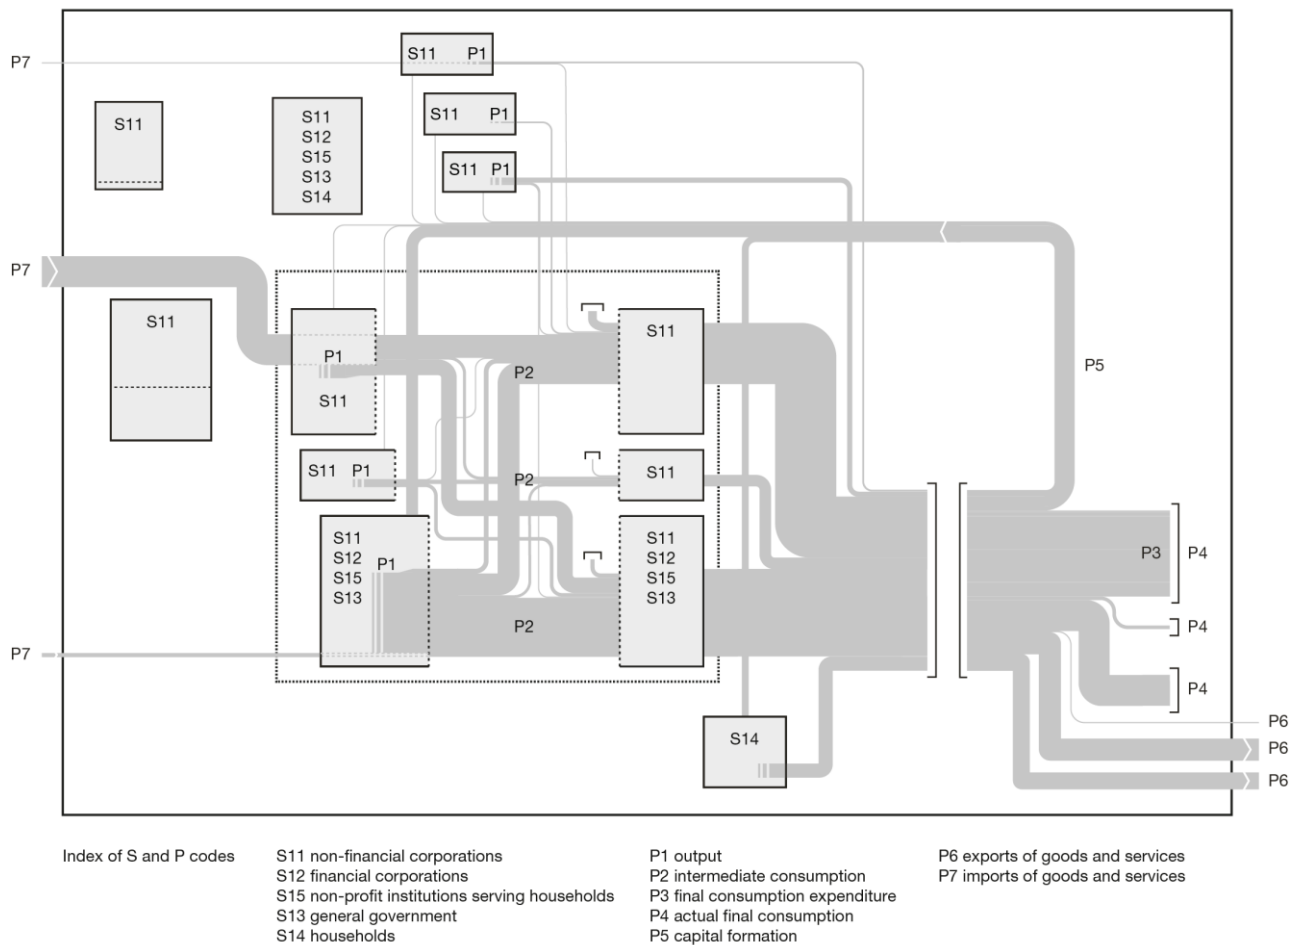 S11 P1
P7
S11
S11
S12
S15
S13
S14
S11 P1
S11 P1
P7
S11
P1
S11
P2
S11
P5
S11 P1
P2
S11
S11
S12
S15
S13
P1
P2
S11
S12
S15
S13
P3
P4
P4
P4
P7
S14
P6
P6
P6
Index of S and P codes
S11 non-financial corporations
S12 financial corporations
S15 non-profit institutions serving households
S13 general government
S14 households
P1 output
P2 intermediate consumption
P3 final consumption expenditure
P4 actual final consumption
P5 capital formation
P6 exports of goods and services
P7 imports of goods and services